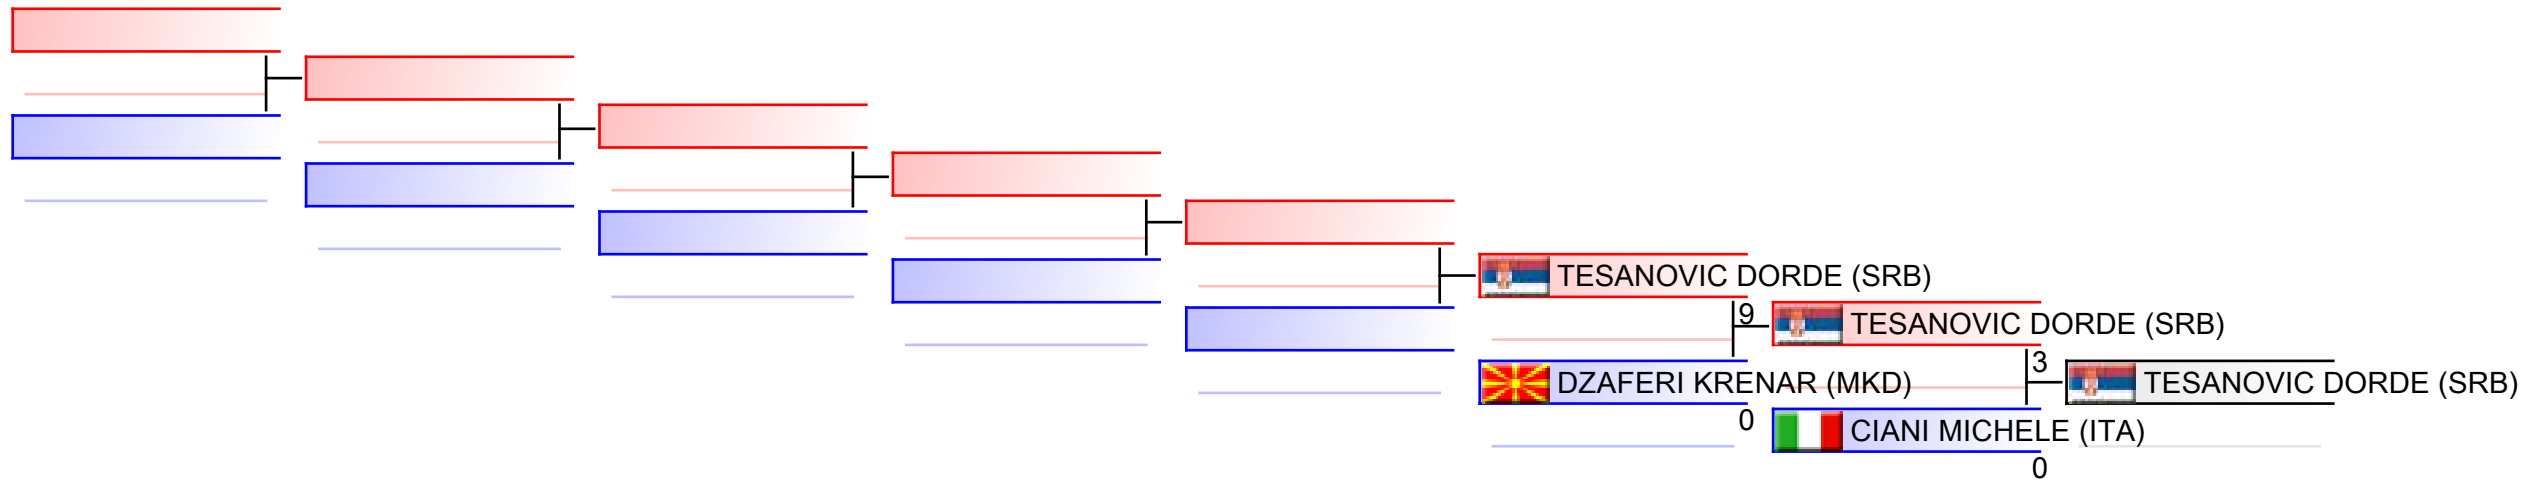 TESANOVIC DORDE (SRB)
9
TESANOVIC DORDE (SRB)
3
DZAFERI KRENAR (MKD)
TESANOVIC DORDE (SRB)
0
CIANI MICHELE (ITA)
0